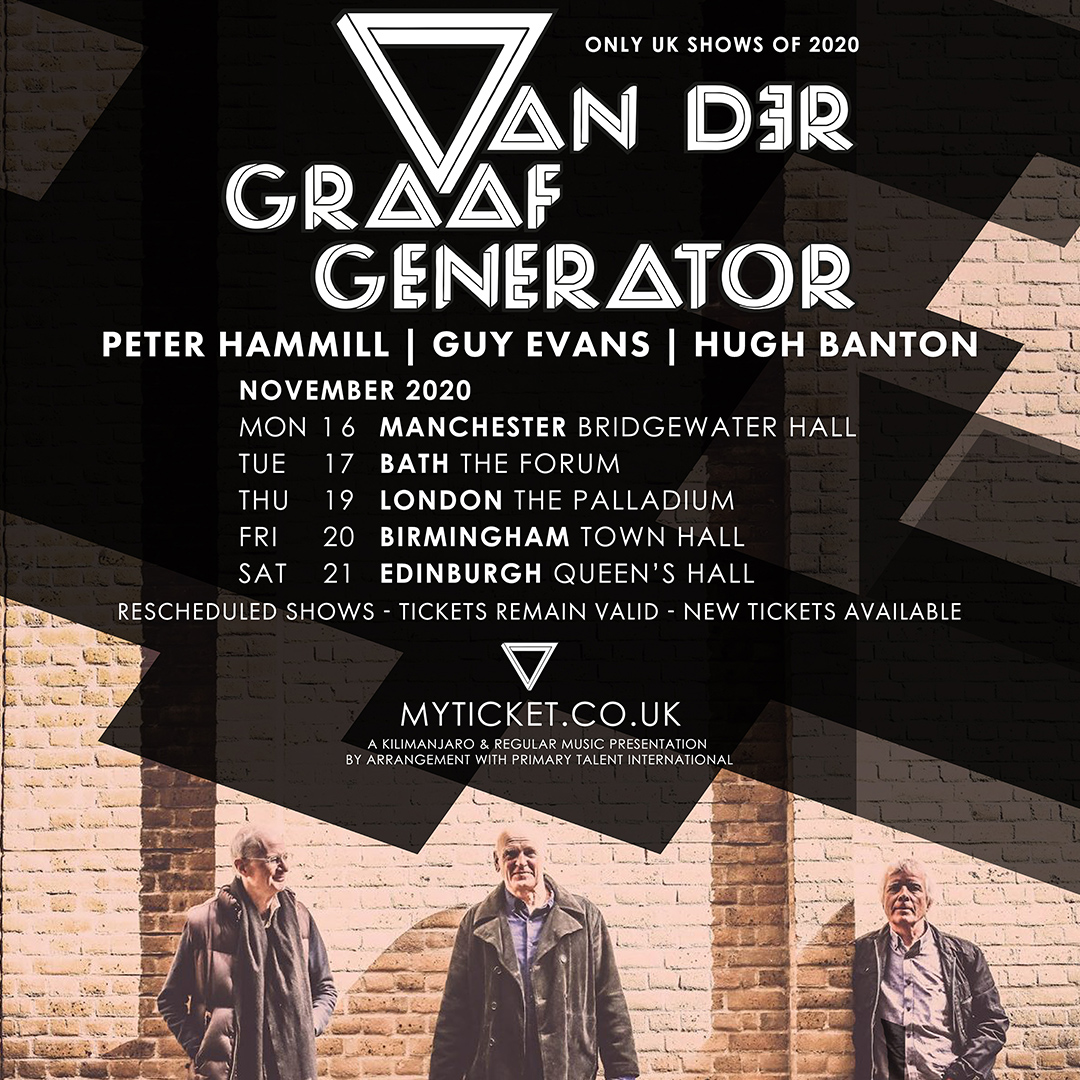 ONLY UK SHOWS OF 2020
VAN DER
GRAAF
GENERATOR
PETER HAMMILL | GUY EVANS | HUGH BANTON
NOVEMBER 2020
MON 16 MANCHESTER BRIDGEWATER HALL
TUE 17 BATH THE FORUM
THU 19 LONDON THE PALLADIUM
FRI 20 BIRMINGHAM TOWN HALL
SAT 21 EDINBURGH QUEEN'S HALL
RESCHEDULED SHOWS - TICKETS REMAIN VALID - NEW TICKETS AVAILABLE
MYTICKET.CO.UK
A KILIMANJARO & REGULAR MUSIC PRESENTATION
BY ARRANGEMENT WITH PRIMARY TALENT INTERNATIONAL